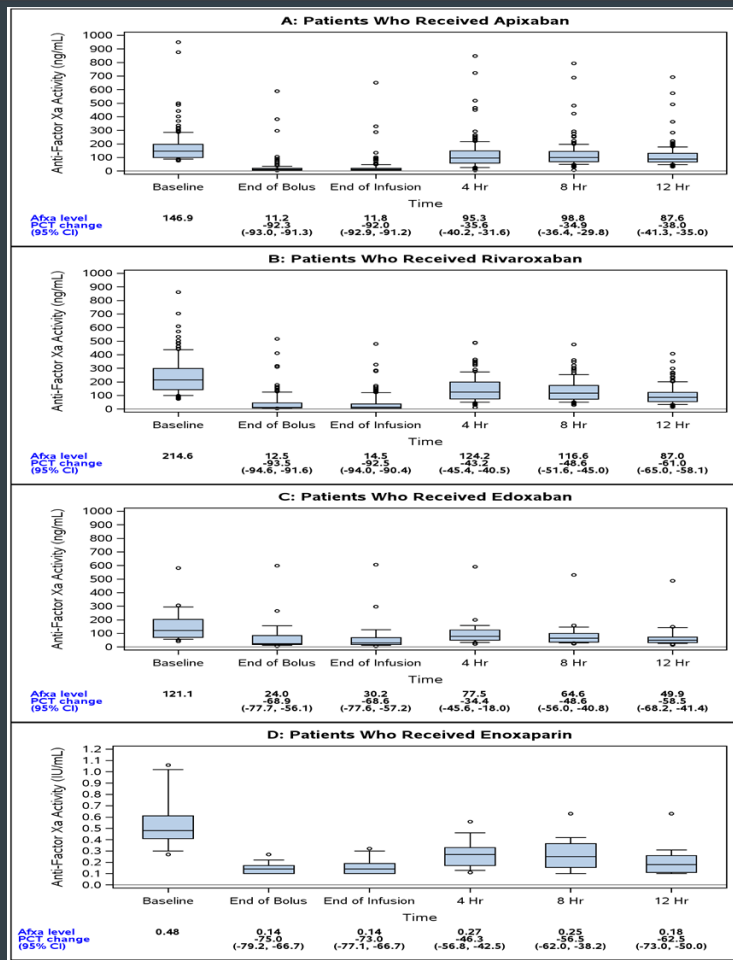 A: Patients Who Received Apixaban
Anti-Factor Xa Activity (ng/mL)
1000
900
800
700
600
500
400
300
200
100
0
Baseline End of Bolus End of Infusion 4 Hr 8 Hr 12 Hr
Time
Afxa level 146.9 11.2 11.8 95.3 98.8 87.6
PCT change -92.3 -92.0 -35.6 -34.9 -38.0
(95% CI) (-93.0, -91.3) (-92.9, -91.2) (-40.2, -31.6) (-36.4, -29.8) (-41.3, -35.0)
B: Patients Who Received Rivaroxaban
Anti-Factor Xa Activity (ng/mL)
1000
900
800
700
600
500
400
300
200
100
0
Baseline End of Bolus End of Infusion 4 Hr 8 Hr 12 Hr
Time
Afxa level 214.6 12.5 14.5 124.2 116.6 87.0
PCT change -93.5 -92.5 -43.2 -48.6 -61.0
(95% CI) (-94.6, -91.6) (-94.0, -90.4) (-45.4, -40.5) (-51.6, -45.0) (-65.0, -58.1)
C: Patients Who Received Edoxaban
Anti-Factor Xa Activity (ng/mL)
1000
900
800
700
600
500
400
300
200
100
0
Baseline End of Bolus End of Infusion 4 Hr 8 Hr 12 Hr
Time
Afxa level 121.1 24.0 30.2 77.5 64.6 49.9
PCT change -68.9 -68.6 -34.4 -48.6 -58.5
(95% CI) (-77.7, -56.1) (-77.6, -57.2) (-45.6, -18.0) (-56.0, -40.8) (-68.2, -41.4)
D: Patients Who Received Enoxaparin
Anti-Factor Xa Activity (IU/mL)
1.2
1.1
1.0
0.9
0.8
0.7
0.6
0.5
0.4
0.3
0.2
0.1
0.0
Baseline End of Bolus End of Infusion 4 Hr 8 Hr 12 Hr
Time
Afxa level 0.48 0.14 0.14 0.27 0.25 0.18
PCT change -75.0 -73.0 -46.3 -56.5 -62.5
(95% CI) (-79.2, -66.7) (-77.1, -66.7) (-56.8, -42.5) (-62.0, -38.2) (-73.0, -50.0)